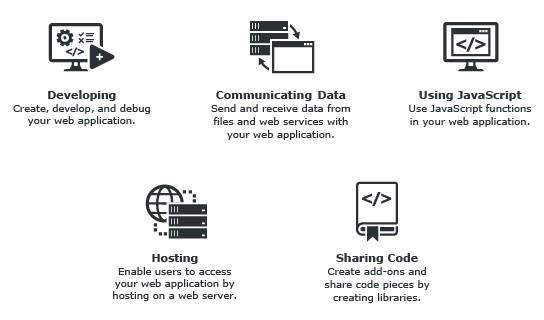 </>
+
</>
Developing
Create, develop, and debug
your web application.
Communicating Data
Send and receive data from
files and web services with
your web application.
Using JavaScript
Use JavaScript functions
in your web application.
Hosting
Enable users to access
your web application by
hosting on a web server.
</>
Sharing Code
Create add-ons and
share code pieces by
creating libraries.